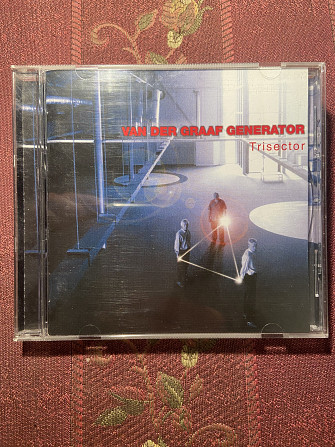 VAN DER GRAAF GENERATOR
Trisector